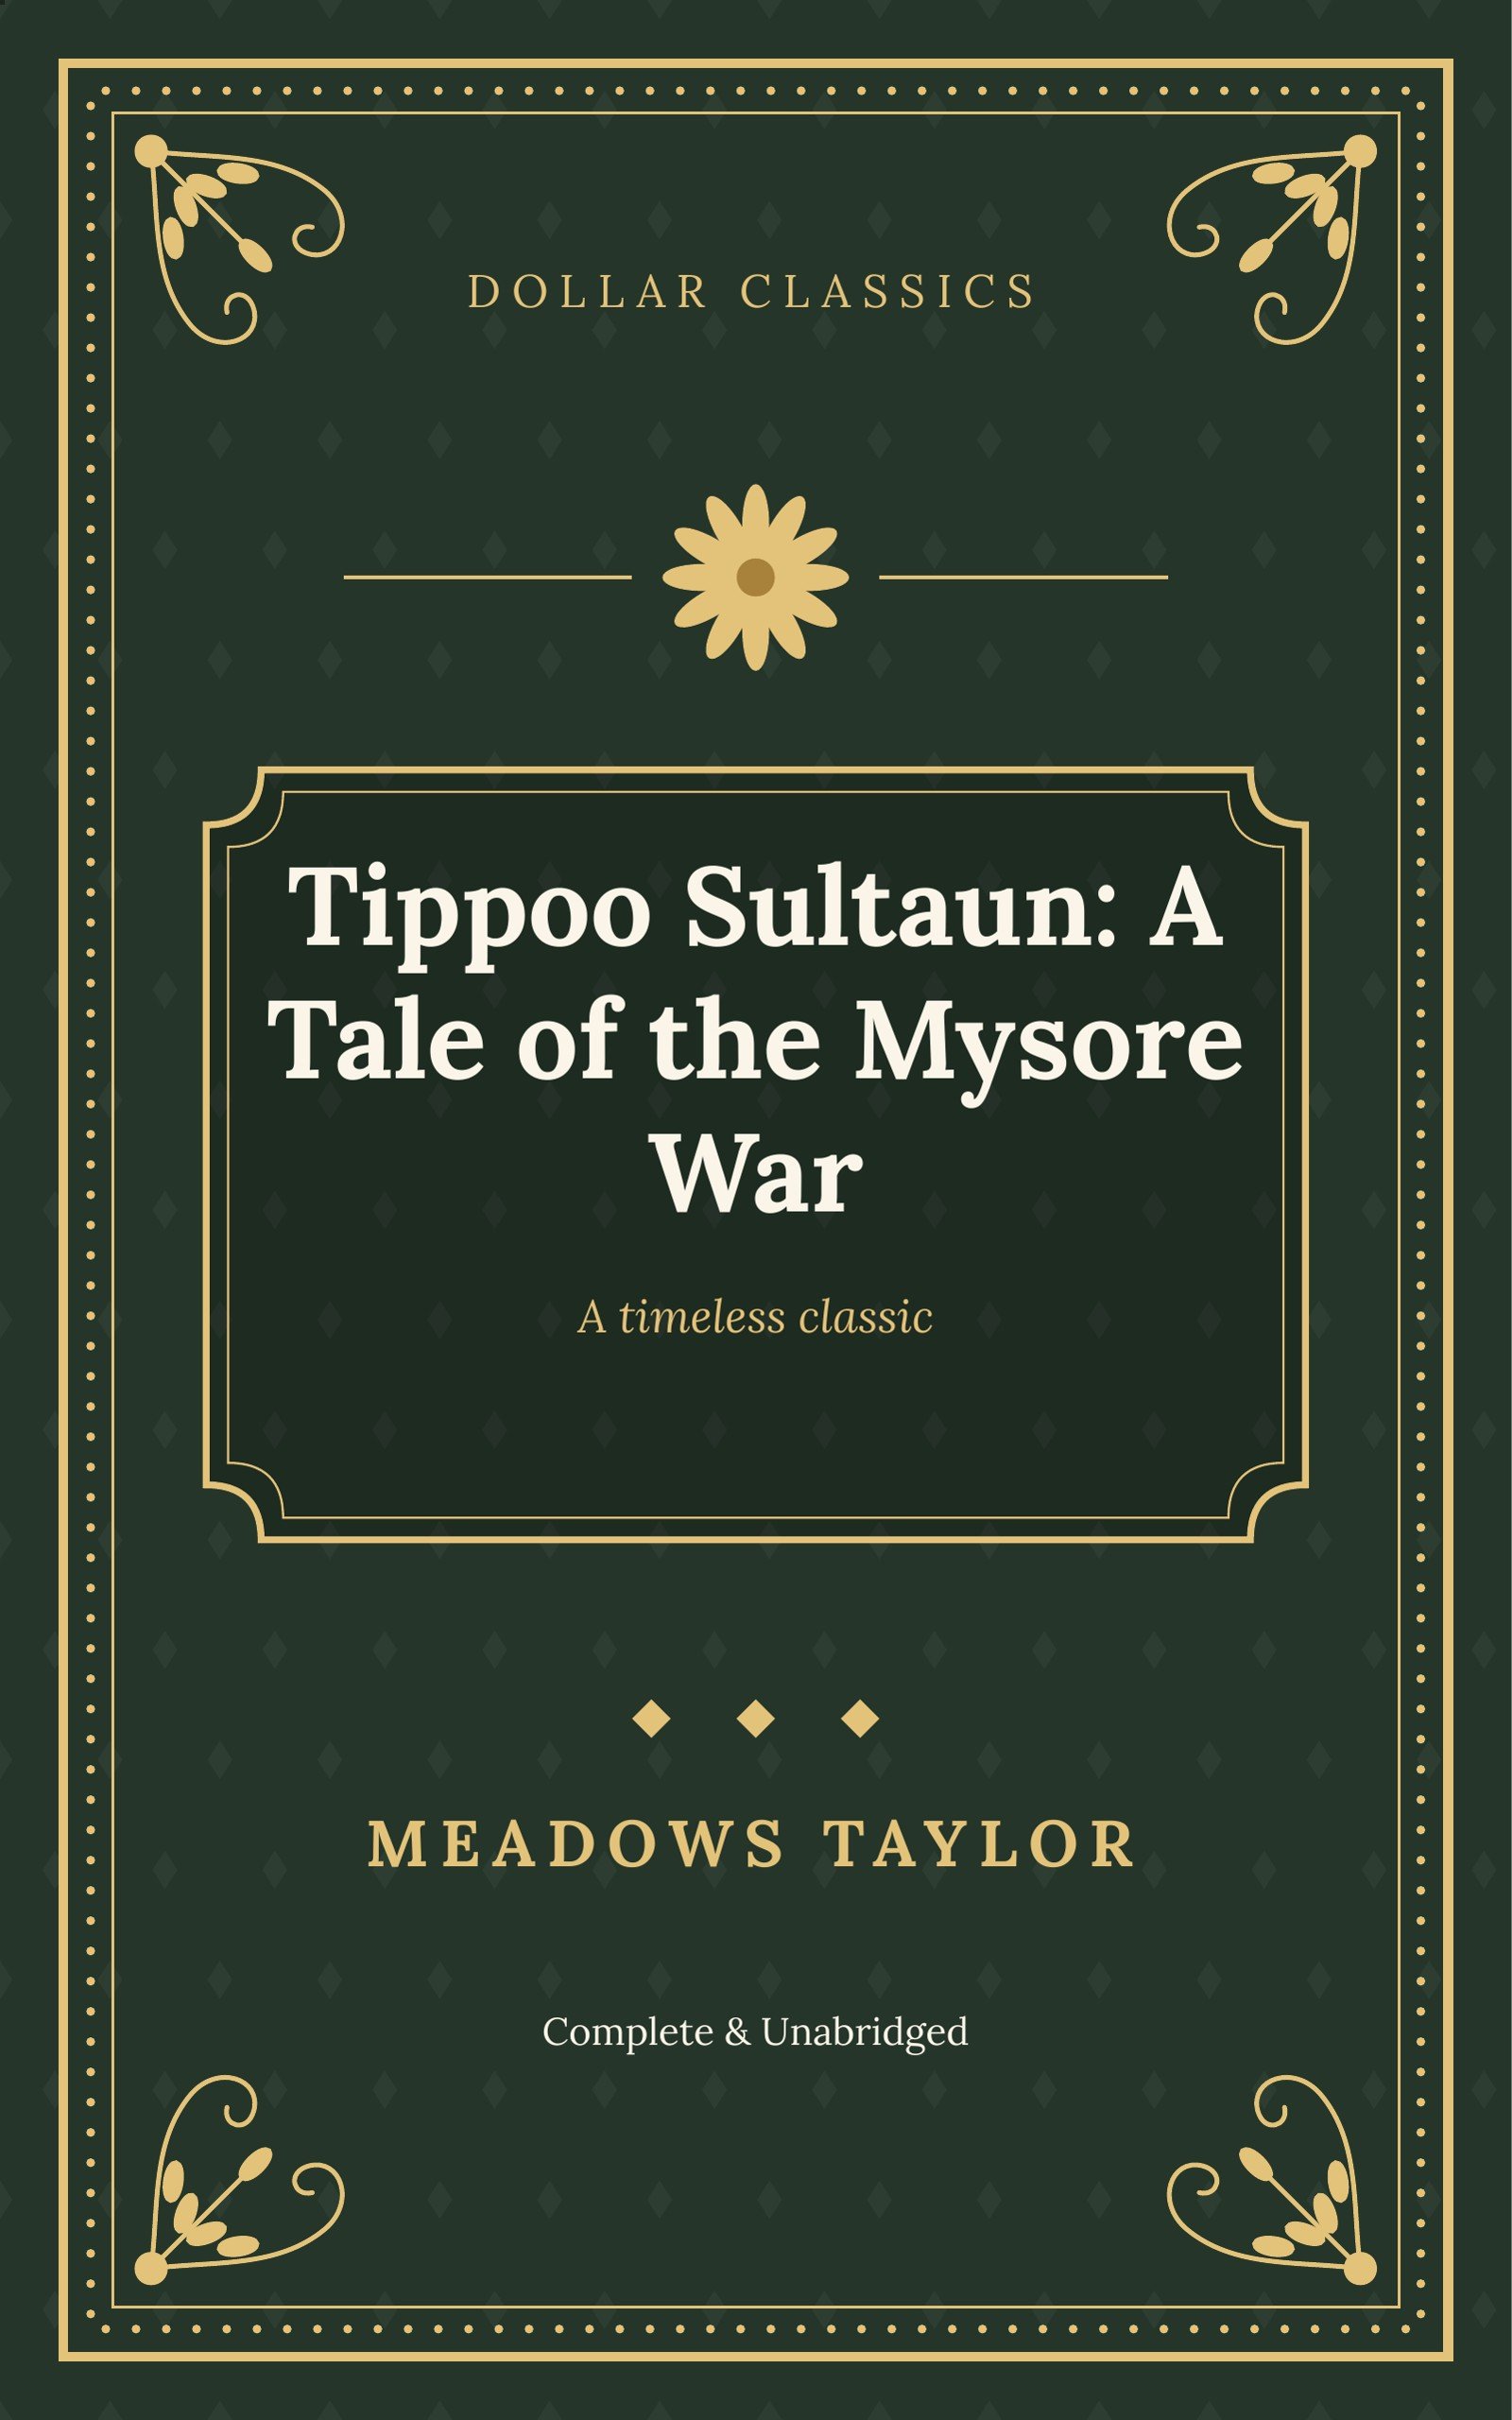 DOLLAR CLASSICS
Tippoo Sultaun: A
Tale of the Mysore
War
A timeless classic
MEADOWS TAYLOR
Complete & Unabridged